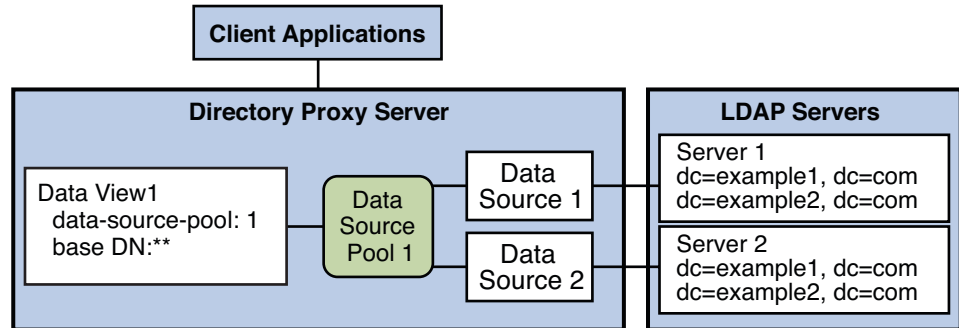 Client Applications
Directory Proxy Server
Data View1
data-source-pool: 1
base DN:**
Data
Source
Pool 1
Data
Source 1
Data
Source 2
LDAP Servers
Server 1
dc=example1, dc=com
dc=example2, dc=com
Server 2
dc=example1, dc=com
dc=example2, dc=com